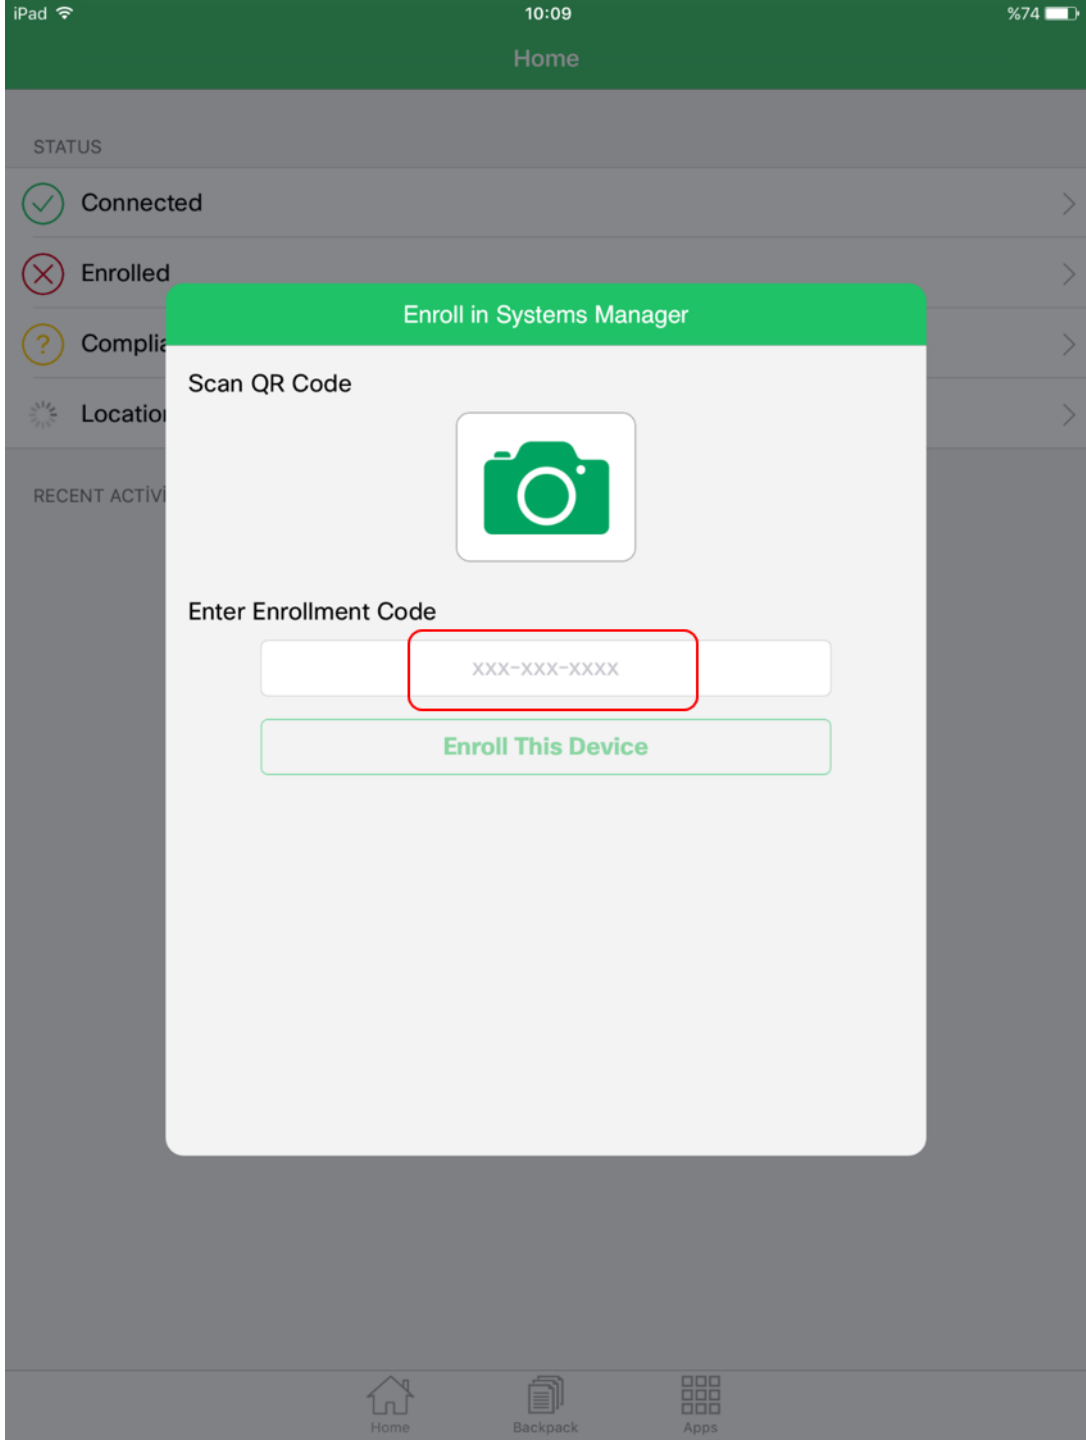 iPad 10:09 %74
Home
STATUS
Connected
Enrolled
Enroll in Systems Manager
Complia
Scan QR Code
Location
RECENT ACTİVİ
Enter Enrollment Code
xxx-xxx-xxxx
Enroll This Device
Home Backpack Apps